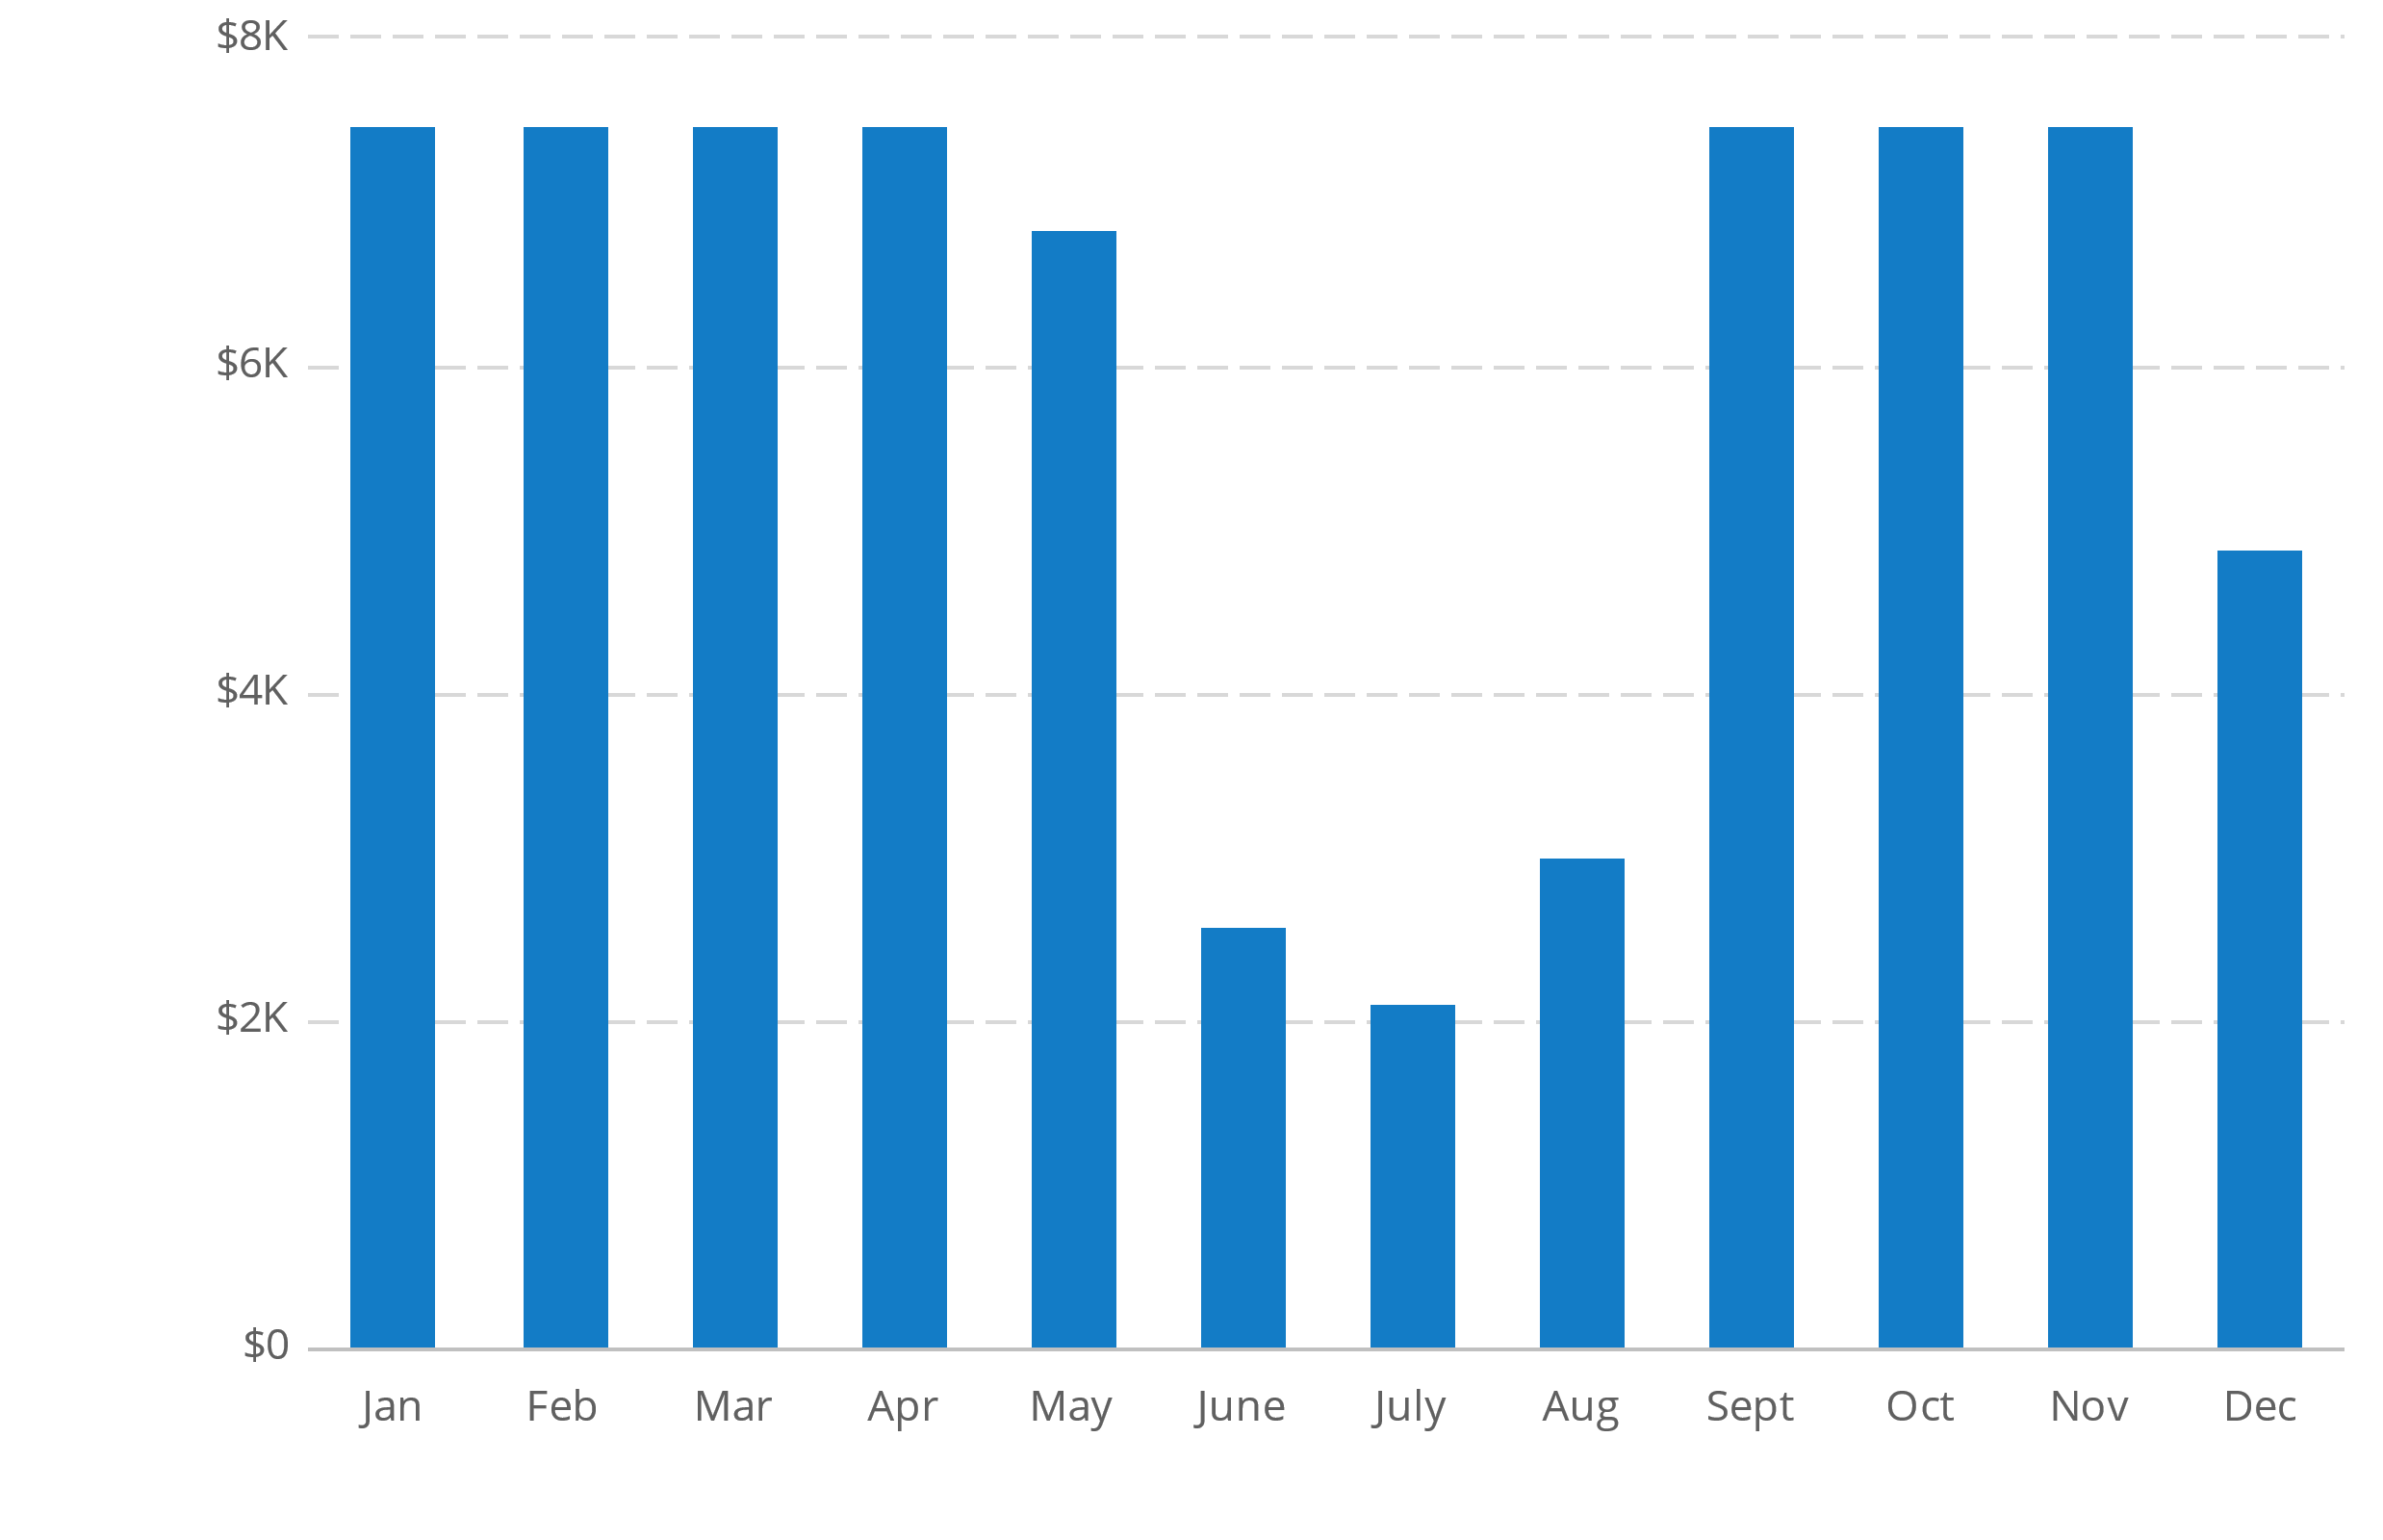 $8K
$6K
$4K
$2K
$0
Jan Feb Mar Apr May June July Aug Sept Oct Nov Dec